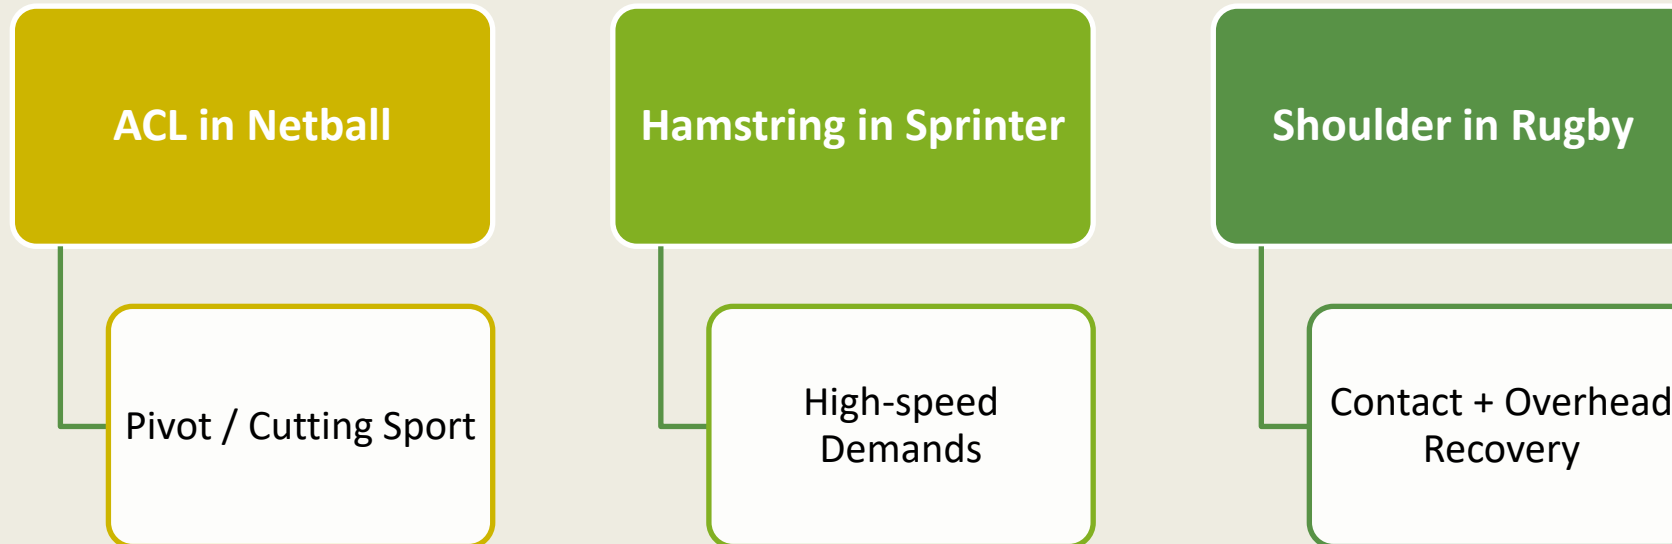 ACL in Netball
Pivot / Cutting Sport
Hamstring in Sprinter
High-speed
Demands
Shoulder in Rugby
Contact + Overhead
Recovery